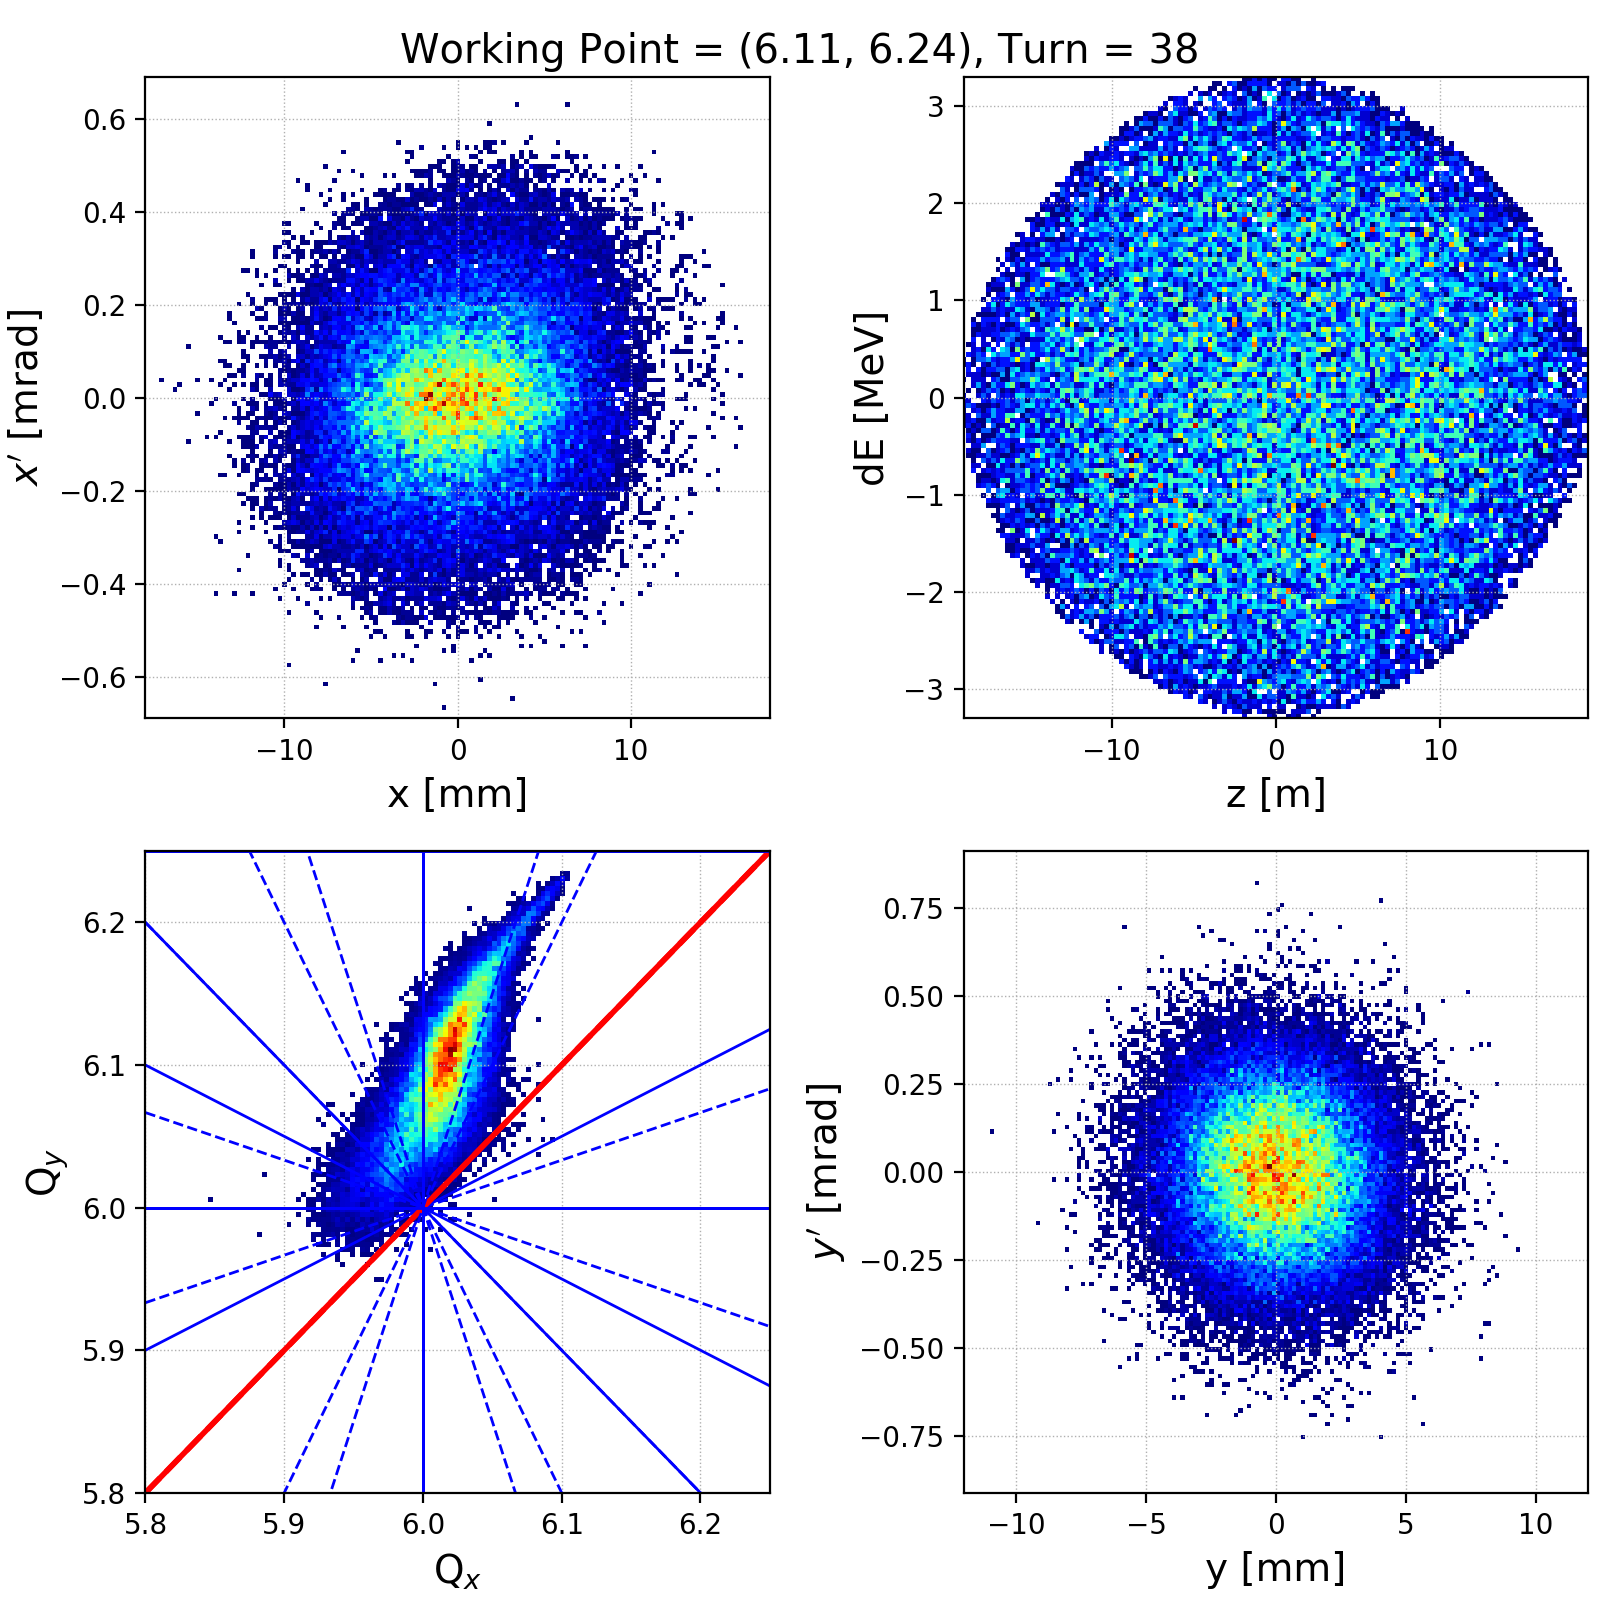 Working Point = (6.11, 6.24), Turn = 38
0.6
0.4
0.2
0.0
−0.2
−0.4
−0.6
x′ [mrad]
−10 0 10
x [mm]
3
2
1
0
−1
−2
−3
dE [MeV]
−10 0 10
z [m]
6.2
6.1
6.0
5.9
5.8
Qy
5.8 5.9 6.0 6.1 6.2
Qx
0.75
0.50
0.25
0.00
−0.25
−0.50
−0.75
y′ [mrad]
−10 −5 0 5 10
y [mm]